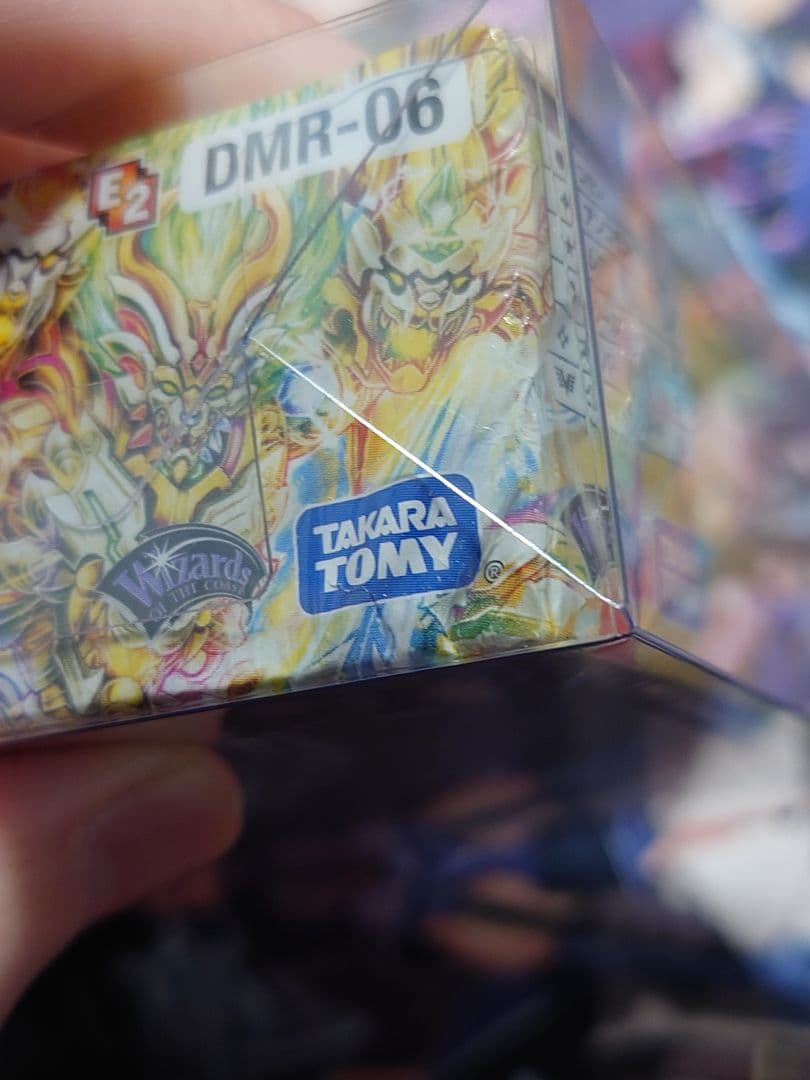 DMR-06
E2
Wizards
OF THE COAST
TAKARA
TOMY
®